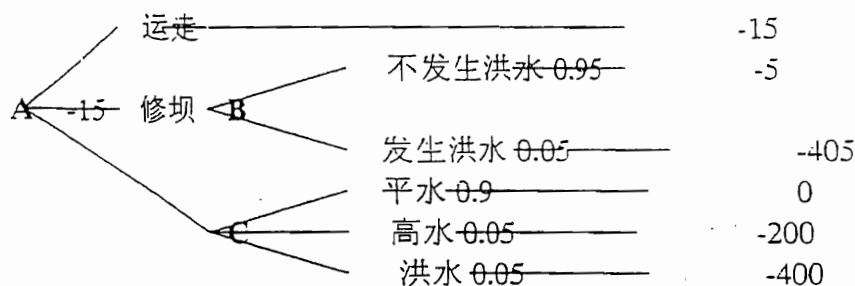 运走 -15
不发生洪水 0.95 -5
A -15 修坝 B
发生洪水 0.05 -405
平水 0.9 0
C 高水 0.05 -200
洪水 0.05 -400